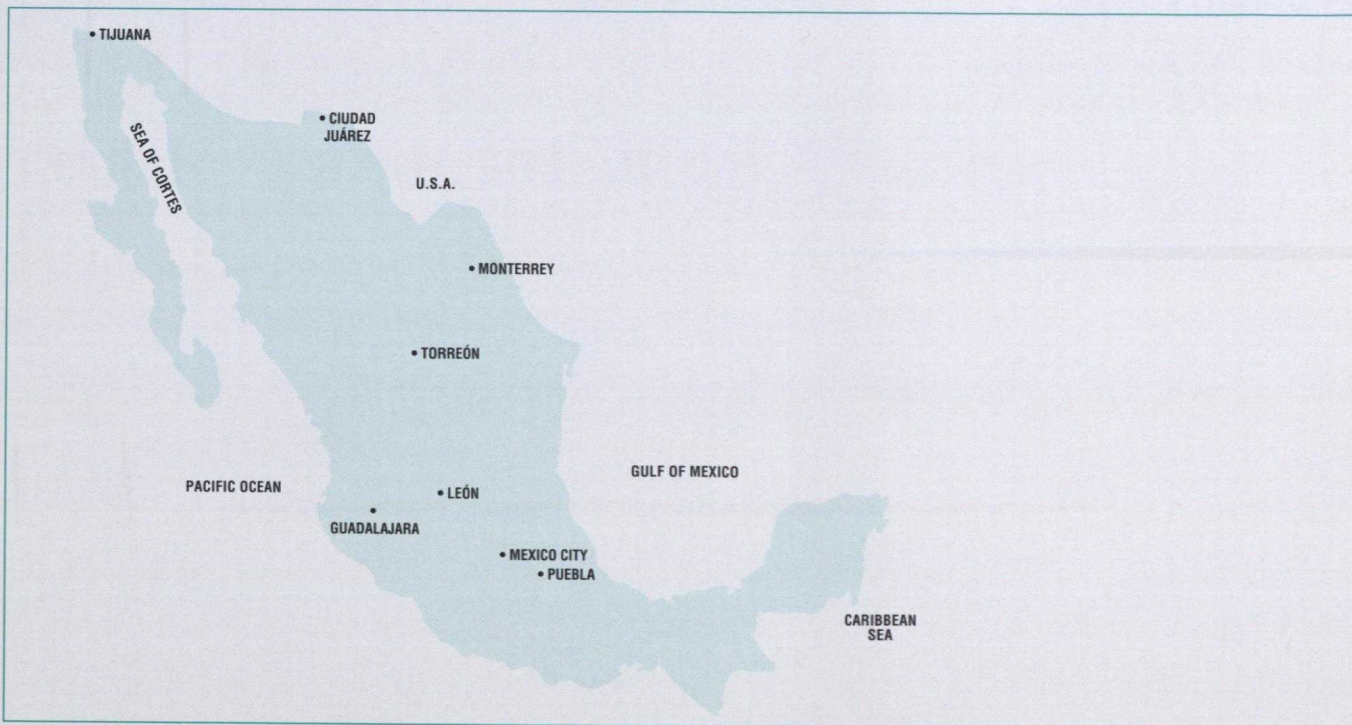 TIJUANA
CIUDAD
JUÁREZ
SEA OF CORTES
U.S.A.
MONTERREY
TORREÓN
PACIFIC OCEAN
LEÓN
GULF OF MEXICO
GUADALAJARA
MEXICO CITY
PUEBLA
CARIBBEAN
SEA